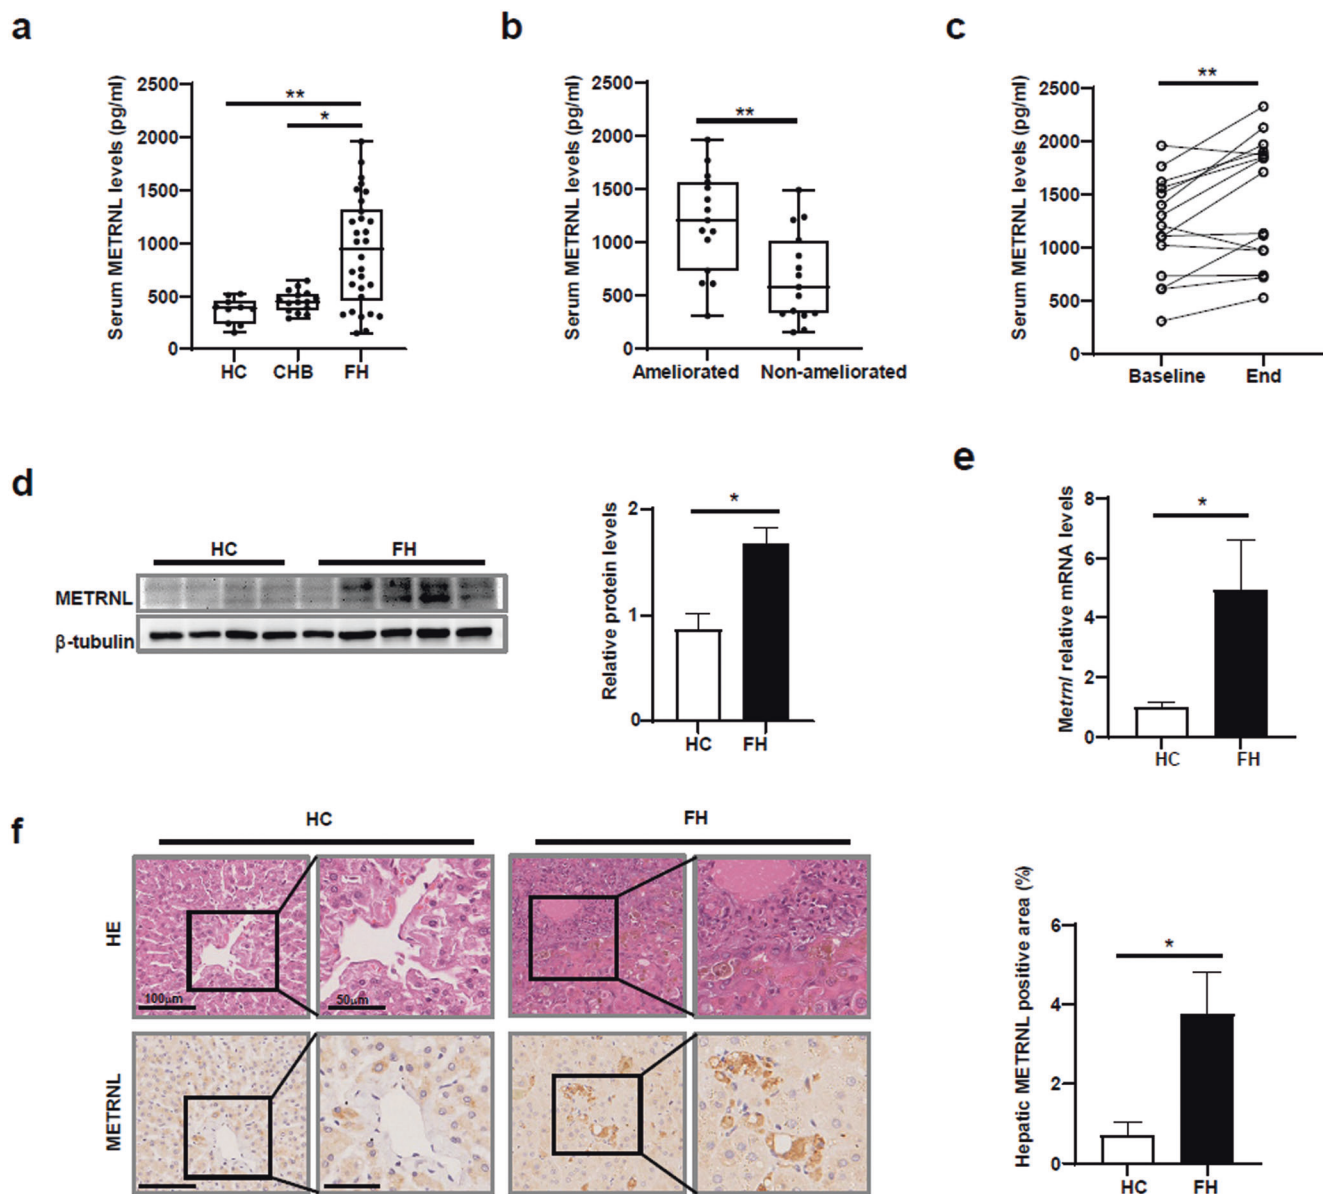 a
Serum METRNL levels (pg/ml)
2500
2000
1500
1000
500
0
**
*
HC CHB FH
b
Serum METRNL levels (pg/ml)
2500
2000
1500
1000
500
0
**
Ameliorated Non-ameliorated
c
Serum METRNL levels (pg/ml)
2500
2000
1500
1000
500
0
**
Baseline End
d
HC FH
METRNL
β-tubulin
Relative protein levels
2
1
0
*
HC FH
e
Metrnl relative mRNA levels
8
6
4
2
0
*
HC FH
f
HC FH
HE
100μm
50μm
METRNL
Hepatic METRNL positive area (%)
6
4
2
0
*
HC FH